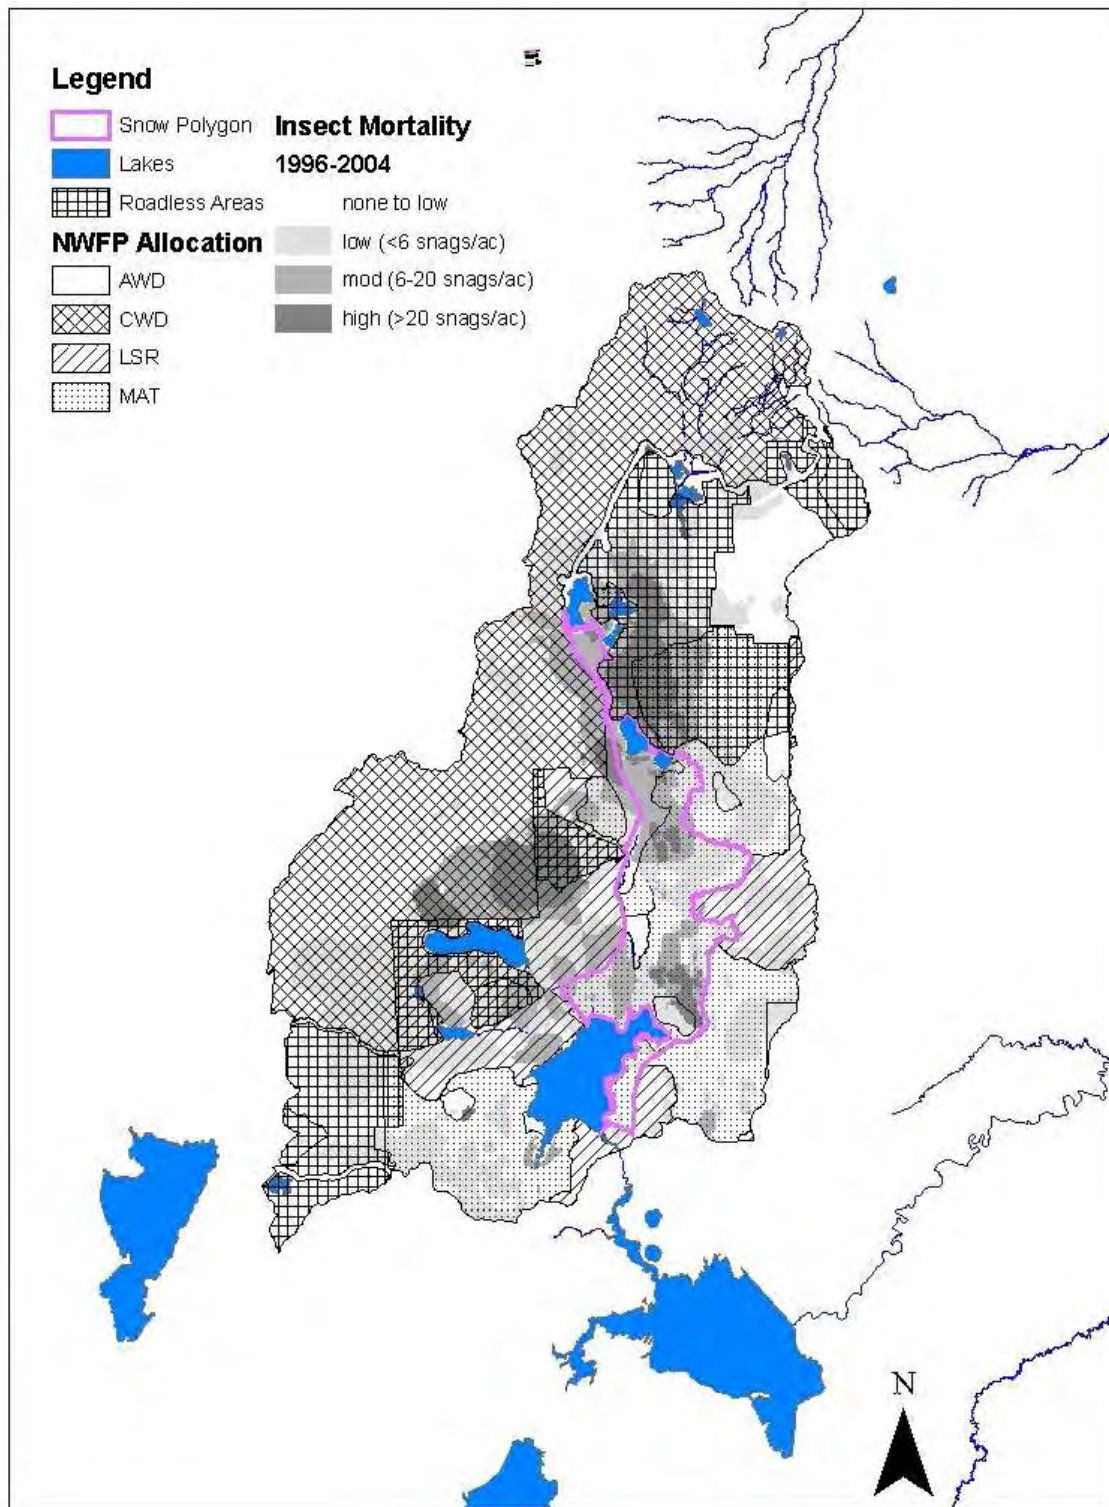 Legend
Snow Polygon
Lakes
Roadless Areas
NWFP Allocation
AWD
CWD
LSR
MAT
Insect Mortality
1996-2004
none to low
low (<6 snags/ac)
mod (6-20 snags/ac)
high (>20 snags/ac)
N